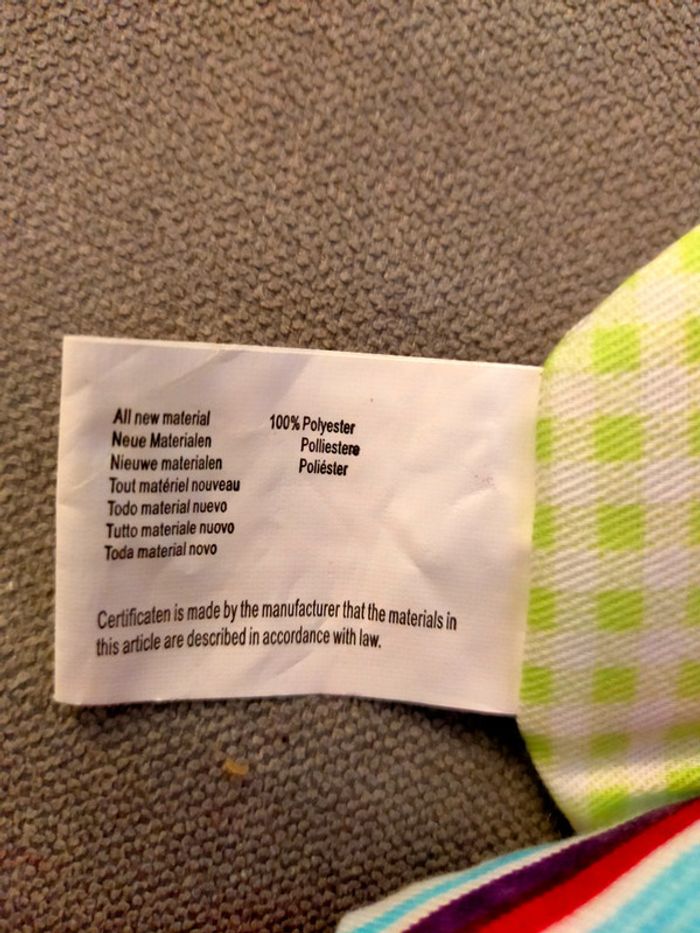 All new material
Neue Materialen
Nieuwe materialen
Tout matériel nouveau
Todo material nuevo
Tutto materiale nuovo
Toda material novo
100% Polyester
Polliestere
Poliéster
Certificaten is made by the manufacturer that the materials in
this article are described in accordance with law.